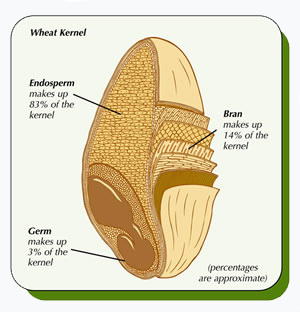 Wheat Kernel
Endosperm
makes up
83% of the
kernel
Bran
makes up
14% of the
kernel
Germ
makes up
3% of the
kernel
(percentages
are approximate)